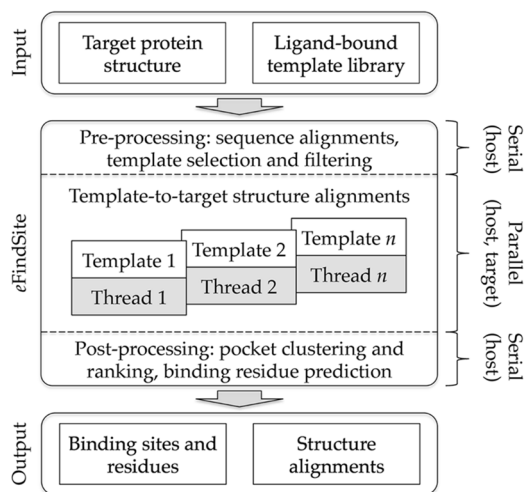 Input
Target protein
structure
Ligand-bound
template library
eFindSite
Pre-processing: sequence alignments,
template selection and filtering
Serial
(host)
Template-to-target structure alignments
Template 1
Thread 1
Template 2
Thread 2
Template n
Thread n
Parallel
(host, target)
Post-processing: pocket clustering and
ranking, binding residue prediction
Serial
(host)
Output
Binding sites and
residues
Structure
alignments